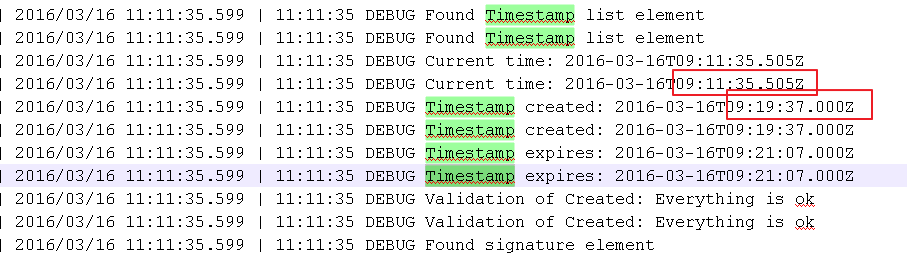 | 2016/03/16 11:11:35.599 | 11:11:35 DEBUG Found Timestamp list element
| 2016/03/16 11:11:35.599 | 11:11:35 DEBUG Found Timestamp list element
| 2016/03/16 11:11:35.599 | 11:11:35 DEBUG Current time: 2016-03-16T09:11:35.505Z
| 2016/03/16 11:11:35.599 | 11:11:35 DEBUG Current time: 2016-03-16T09:11:35.505Z
| 2016/03/16 11:11:35.599 | 11:11:35 DEBUG Timestamp created: 2016-03-16T09:19:37.000Z
| 2016/03/16 11:11:35.599 | 11:11:35 DEBUG Timestamp created: 2016-03-16T09:19:37.000Z
| 2016/03/16 11:11:35.599 | 11:11:35 DEBUG Timestamp expires: 2016-03-16T09:21:07.000Z
| 2016/03/16 11:11:35.599 | 11:11:35 DEBUG Timestamp expires: 2016-03-16T09:21:07.000Z
| 2016/03/16 11:11:35.599 | 11:11:35 DEBUG Validation of Created: Everything is ok
| 2016/03/16 11:11:35.599 | 11:11:35 DEBUG Validation of Created: Everything is ok
| 2016/03/16 11:11:35.599 | 11:11:35 DEBUG Found signature element